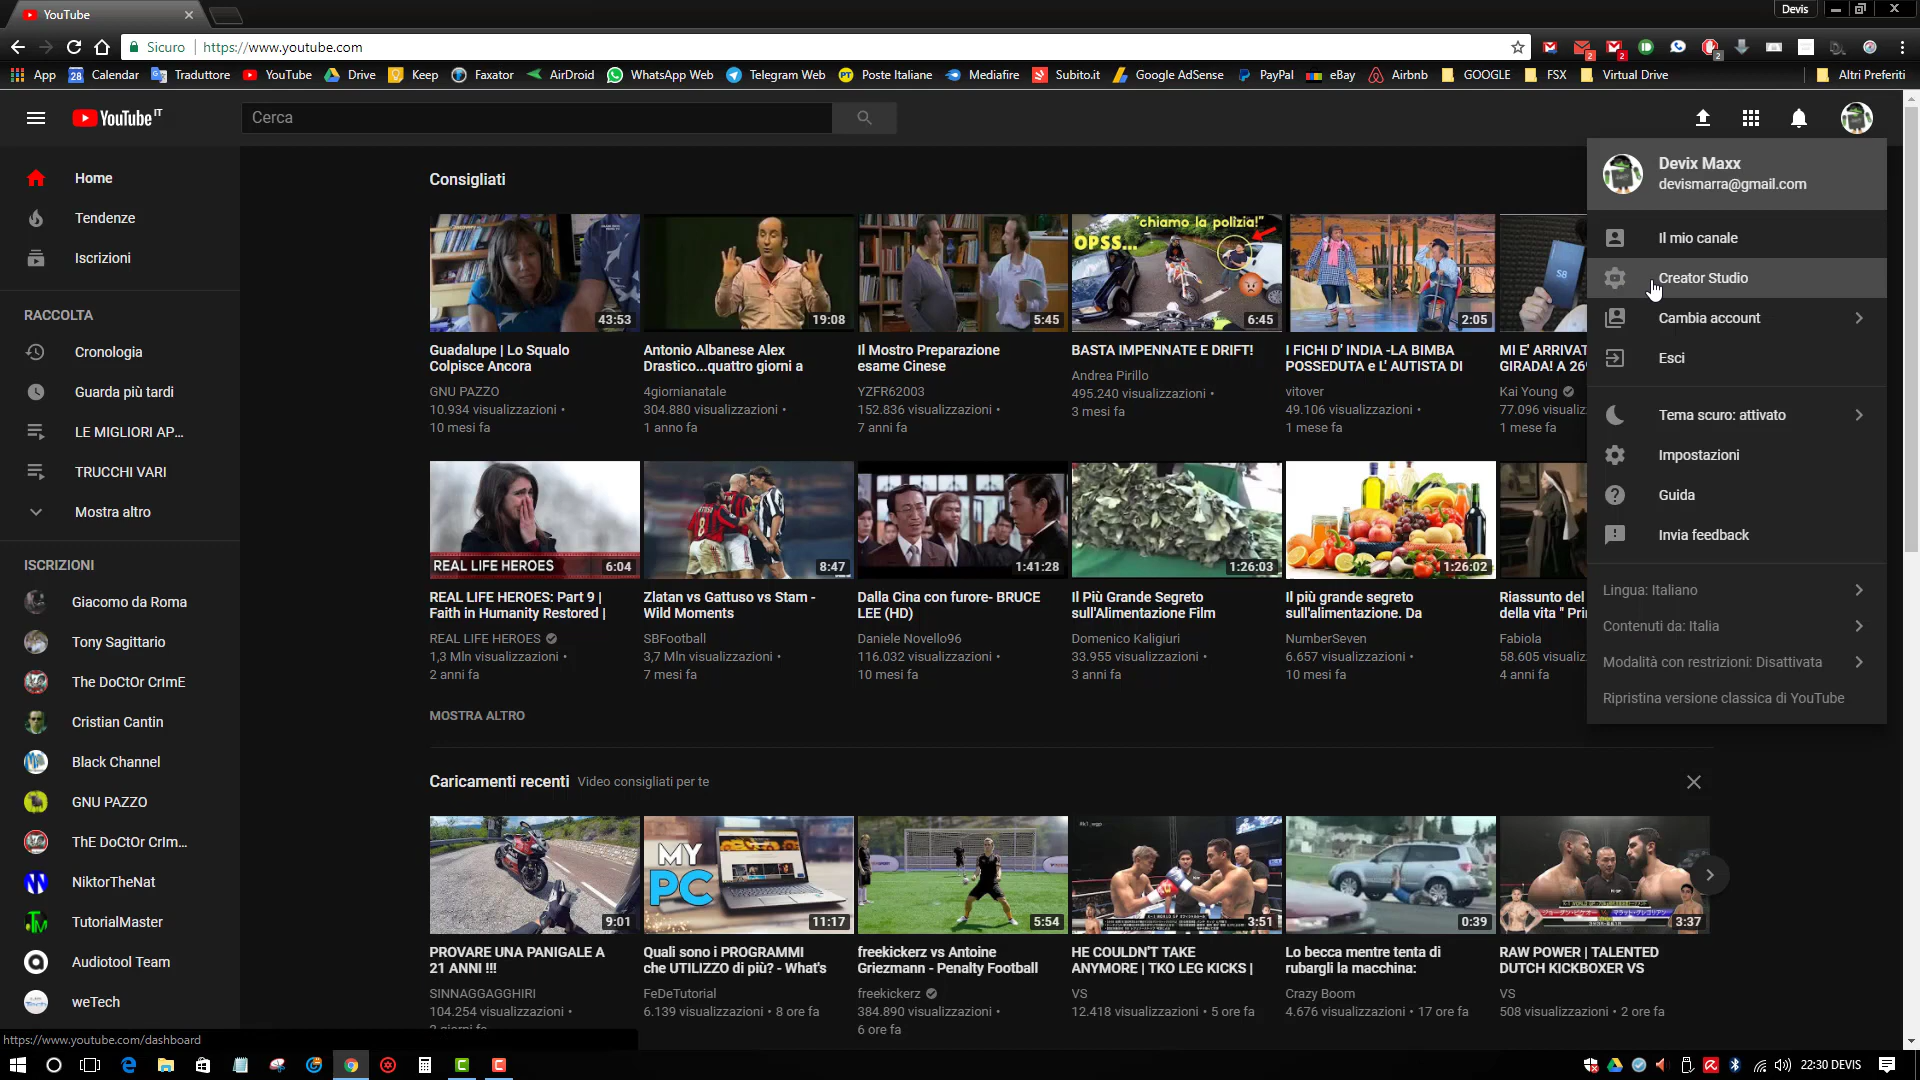 YouTube
Devis
Sicuro
https://www.youtube.com
App
28
Calendar
Traduttore
YouTube
Drive
Keep
Faxator
AirDroid
WhatsApp Web
Telegram Web
Poste Italiane
Mediafire
Subito.it
Google AdSense
PayPal
eBay
Airbnb
GOOGLE
FSX
Virtual Drive
Altri Preferiti
YouTube IT
Cerca
Home
Tendenze
Iscrizioni
RACCOLTA
Cronologia
Guarda più tardi
LE MIGLIORI AP...
TRUCCHI VARI
Mostra altro
ISCRIZIONI
Giacomo da Roma
Tony Sagittario
The DoCtOr CrImE
Cristian Cantin
Black Channel
GNU PAZZO
ThE DoCtOr CrIm...
NiktorTheNat
TutorialMaster
Audiotool Team
weTech
Consigliati
43:53
Guadalupe | Lo Squalo
Colpisce Ancora
GNU PAZZO
10.934 visualizzazioni •
10 mesi fa
19:08
Antonio Albanese Alex
Drastico...quattro giorni a
4giornianatale
304.880 visualizzazioni •
1 anno fa
5:45
Il Mostro Preparazione
esame Cinese
YZFR62003
152.836 visualizzazioni •
7 anni fa
"chiamo la polizia!"
OPSS...
6:45
BASTA IMPENNATE E DRIFT!
Andrea Pirillo
495.240 visualizzazioni •
3 mesi fa
2:05
I FICHI D' INDIA -LA BIMBA
POSSEDUTA e L' AUTISTA DI
vitover
49.106 visualizzazioni •
1 mese fa
S8
MI E' ARRIVAT
GIRADA! A 26
Kai Young
77.096 visualiz
1 mese fa
REAL LIFE HEROES
6:04
REAL LIFE HEROES: Part 9 |
Faith in Humanity Restored |
REAL LIFE HEROES
1,3 Mln visualizzazioni •
2 anni fa
8:47
Zlatan vs Gattuso vs Stam -
Wild Moments
SBFootball
3,7 Mln visualizzazioni •
7 mesi fa
1:41:28
Dalla Cina con furore- BRUCE
LEE (HD)
Daniele Novello96
116.032 visualizzazioni •
10 mesi fa
1:26:03
Il Più Grande Segreto
sull'Alimentazione Film
Domenico Kaligiuri
33.955 visualizzazioni •
3 anni fa
1:26:02
Il più grande segreto
sull'alimentazione. Da
NumberSeven
6.657 visualizzazioni •
10 mesi fa
Riassunto del
della vita " Pri
Fabiola
58.605 visualiz
4 anni fa
MOSTRA ALTRO
Caricamenti recenti Video consigliati per te
9:01
PROVARE UNA PANIGALE A
21 ANNI !!!
SINNAGGAGGHIRI
104.254 visualizzazioni •
MY
PC
11:17
Quali sono i PROGRAMMI
che UTILIZZO di più? - What's
FeDeTutorial
6.139 visualizzazioni • 8 ore fa
5:54
freekickerz vs Antoine
Griezmann - Penalty Football
freekickerz
384.890 visualizzazioni •
6 ore fa
3:51
HE COULDN'T TAKE
ANYMORE | TKO LEG KICKS |
VS
12.418 visualizzazioni • 5 ore fa
0:39
Lo becca mentre tenta di
rubargli la macchina:
Crazy Boom
4.676 visualizzazioni • 17 ore fa
3:37
RAW POWER | TALENTED
DUTCH KICKBOXER VS
VS
508 visualizzazioni • 2 ore fa
Devix Maxx
devismarra@gmail.com
Il mio canale
Creator Studio
Cambia account
Esci
Tema scuro: attivato
Impostazioni
Guida
Invia feedback
Lingua: Italiano
Contenuti da: Italia
Modalità con restrizioni: Disattivata
Ripristina versione classica di YouTube
https://www.youtube.com/dashboard
22:30 DEVIS